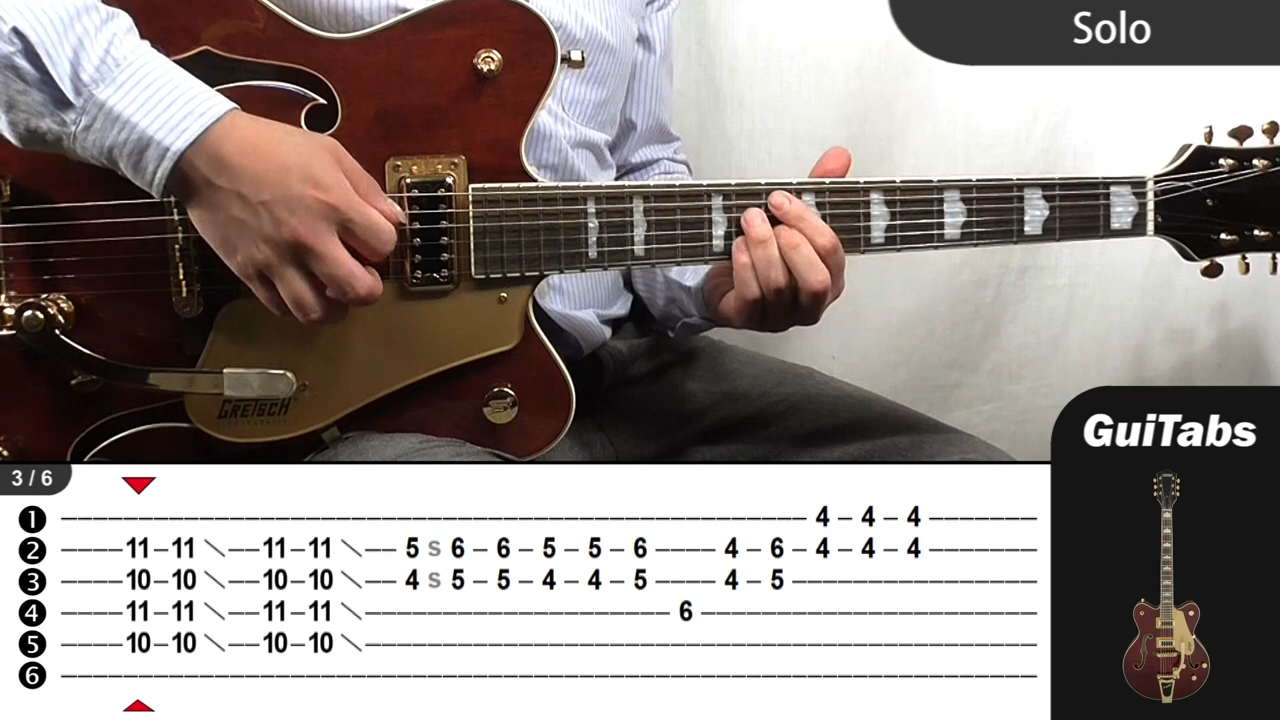 Solo
GRETSCH
GuiTabs
3 / 6
1 4 4 4
2 11 11 11 11 5 s 6 6 5 5 6 4 6 4 4 4
3 10 10 10 10 4 s 5 5 4 4 5 4 5
4 11 11 11 11 6
5 10 10 10 10
6